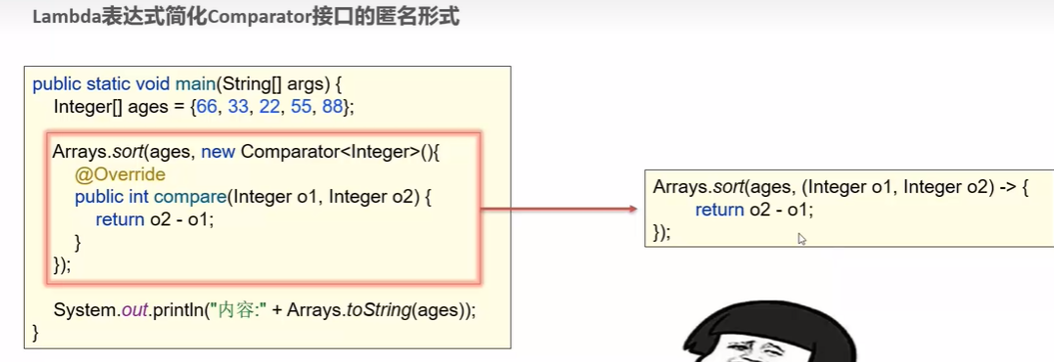 Lambda表达式简化Comparator接口的匿名形式
public static void main(String[] args) {
Integer[] ages = {66, 33, 22, 55, 88};
Arrays.sort(ages, new Comparator<Integer>(){
@Override
public int compare(Integer o1, Integer o2) {
return o2 - o1;
}
});
System.out.println("内容:" + Arrays.toString(ages));
}
Arrays.sort(ages, (Integer o1, Integer o2) -> {
return o2 - o1;
});